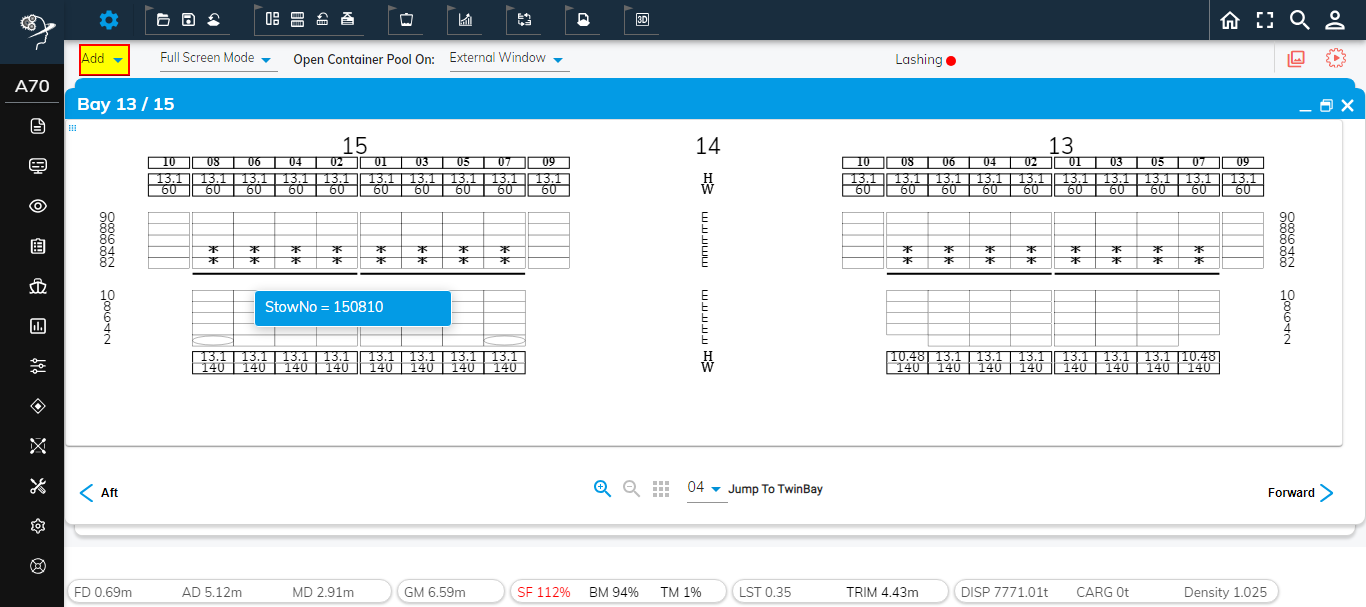 3D
A70
Add
Full Screen Mode
Open Container Pool On:
External Window
Lashing
Bay 13 / 15
15 14 13
10 08 06 04 02 01 03 05 07 09 10 08 06 04 02 01 03 05 07 09
13.1 13.1 13.1 13.1 13.1 13.1 13.1 13.1 13.1 13.1 H 13.1 13.1 13.1 13.1 13.1 13.1 13.1 13.1 13.1 13.1
60 60 60 60 60 60 60 60 60 60 W 60 60 60 60 60 60 60 60 60 60
90 E 90
88 E 88
86 E 86
84 * * * * * * * * E * * * * * * * * 84
82 * * * * * * * * E * * * * * * * * 82
10 E 10
8 E 8
StowNo = 150810
6 E 6
4 E 4
2 E 2
13.1 13.1 13.1 13.1 13.1 13.1 13.1 13.1 H 10.48 13.1 13.1 13.1 13.1 13.1 13.1 10.48
140 140 140 140 140 140 140 140 W 140 140 140 140 140 140 140 140
Aft
04
Jump To TwinBay
Forward
FD 0.69m AD 5.12m MD 2.91m GM 6.59m SF 112% BM 94% TM 1% LST 0.35 TRIM 4.43m DISP 7771.01t CARG 0t Density 1.025